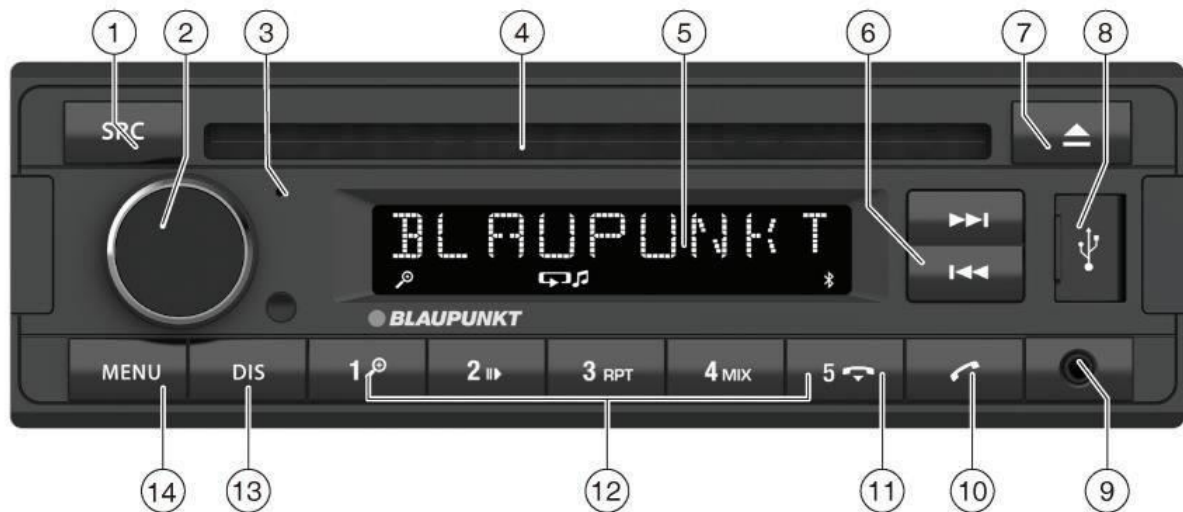 1 2 3 4 5 6 7 8
SRC
BLAUPUNKT
BLAUPUNKT
MENU DIS 1 2 3 RPT 4 MIX 5
14 13 12 11 10 9